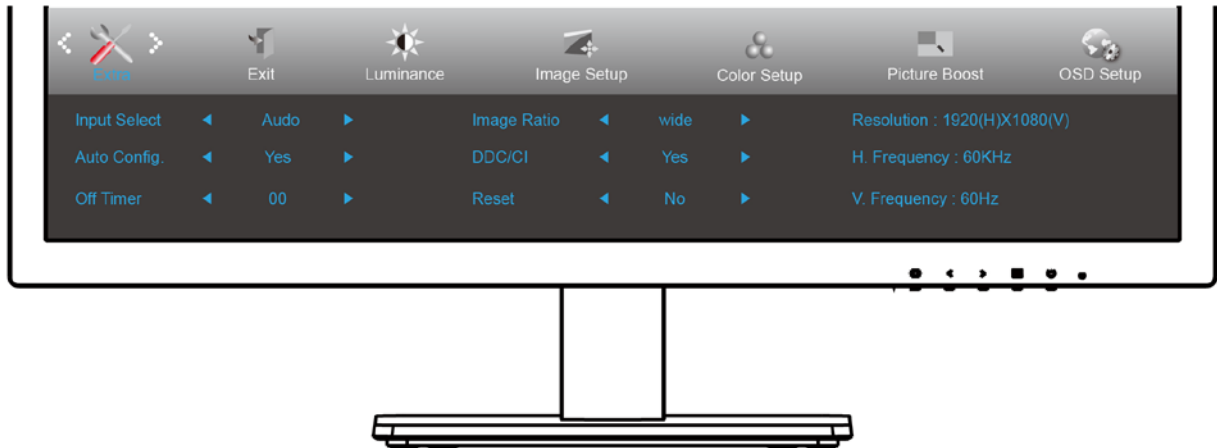 Extra
Exit
Luminance
Image Setup
Color Setup
Picture Boost
OSD Setup
Input Select Audo Image Ratio wide Resolution : 1920(H)X1080(V)
Auto Config. Yes DDC/CI Yes H. Frequency : 60KHz
Off Timer 00 Reset No V. Frequency : 60Hz